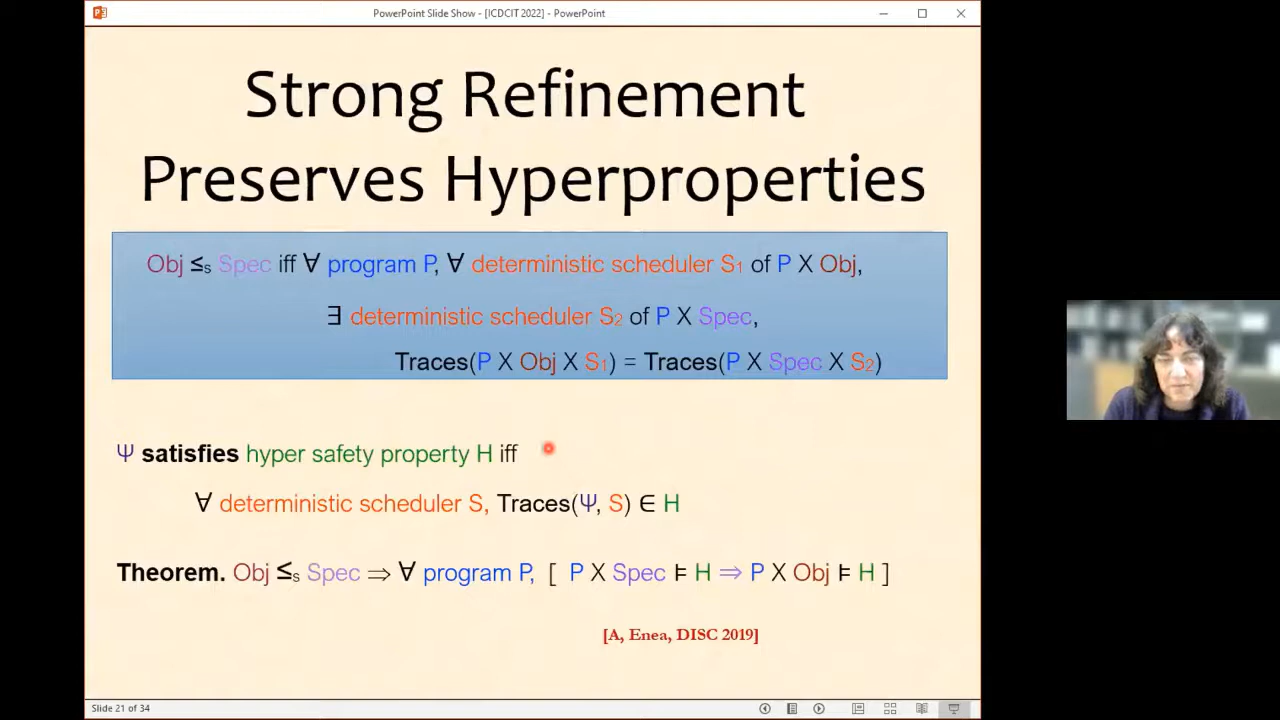 PowerPoint Slide Show - [ICDCIT 2022] - PowerPoint
Strong Refinement
Preserves Hyperproperties
Obj ≤s Spec iff ∀ program P, ∀ deterministic scheduler S1 of P X Obj,
∃ deterministic scheduler S2 of P X Spec,
Traces(P X Obj X S1) = Traces(P X Spec X S2)
Ψ satisfies hyper safety property H iff
∀ deterministic scheduler S, Traces(Ψ, S) ∈ H
Theorem. Obj ≤s Spec ⇒ ∀ program P, [ P X Spec ⊧ H ⇒ P X Obj ⊧ H ]
[A, Enea, DISC 2019]
Slide 21 of 34